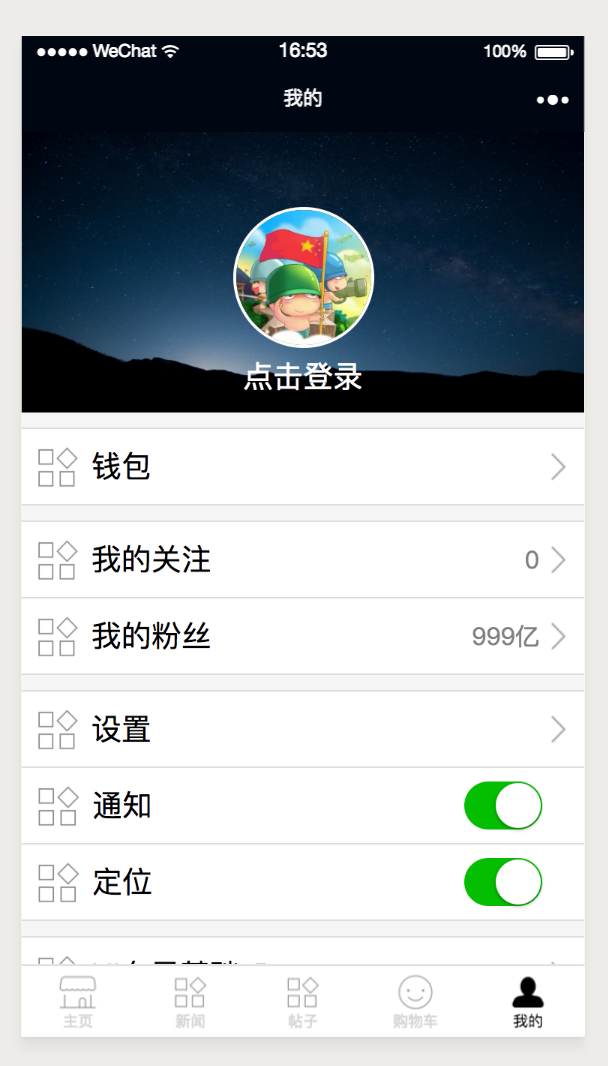 WeChat 16:53 100%
我的
点击登录
钱包
我的关注 0
我的粉丝 999亿
设置
通知
定位
主页 新闻 帖子 购物车 我的